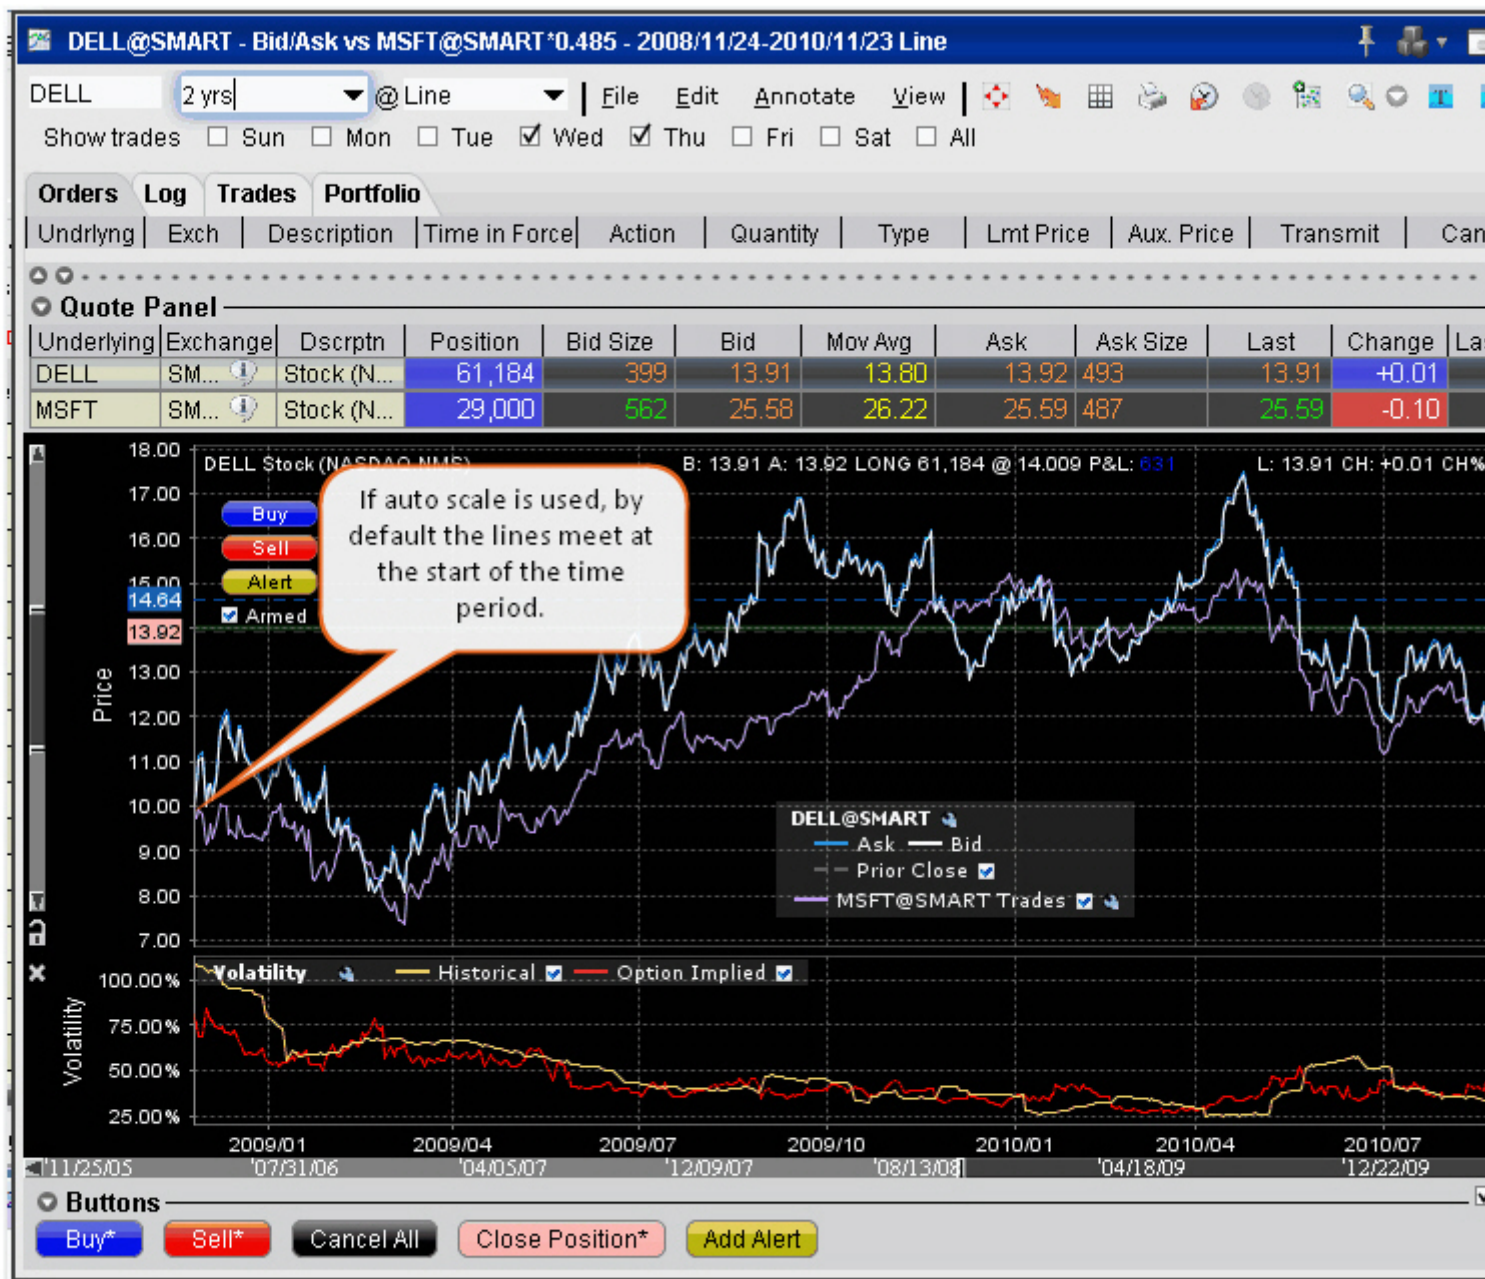 DELL@SMART - Bid/Ask vs MSFT@SMART*0.485 - 2008/11/24-2010/11/23 Line
DELL 2 yrs @ Line File Edit Annotate View
Show trades Sun Mon Tue Wed Thu Fri Sat All
Orders Log Trades Portfolio
Undrlyng Exch Description Time in Force Action Quantity Type Lmt Price Aux. Price Transmit Can
Quote Panel
Underlying Exchange Dscrptn Position Bid Size Bid Mov Avg Ask Ask Size Last Change Las
DELL SM... Stock (N... 61,184 399 13.91 13.80 13.92 493 13.91 +0.01
MSFT SM... Stock (N... 29,000 562 25.58 26.22 25.59 487 25.59 -0.10
DELL Stock (NASDAQ NMS) B: 13.91 A: 13.92 LONG 61,184 @ 14.009 P&L: 631 L: 13.91 CH: +0.01 CH%
Buy
Sell
Alert
Armed
If auto scale is used, by
default the lines meet at
the start of the time
period.
Price
18.00
17.00
16.00
15.00
14.64
13.92
13.00
12.00
11.00
10.00
9.00
8.00
7.00
DELL@SMART
Ask Bid
Prior Close
MSFT@SMART Trades
Volatility Historical Option Implied
Volatility
100.00%
75.00%
50.00%
25.00%
2009/01 2009/04 2009/07 2009/10 2010/01 2010/04 2010/07
'11/25/05 '07/31/06 '04/05/07 '12/09/07 '08/13/08 '04/18/09 '12/22/09
Buttons
Buy* Sell* Cancel All Close Position* Add Alert